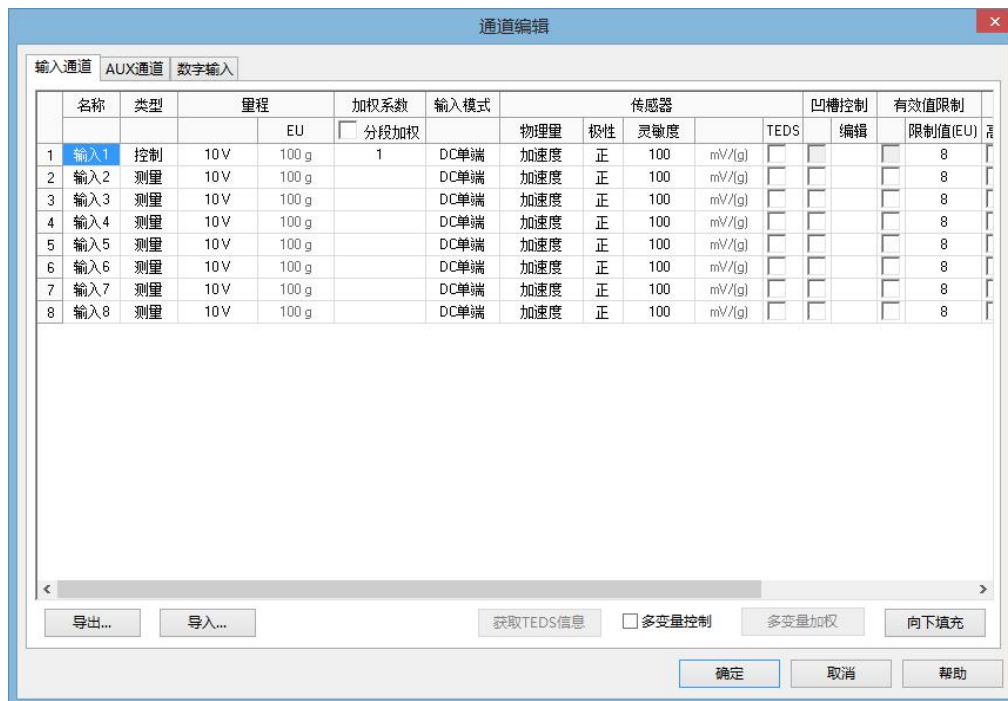 通道编辑
输入通道 AUX通道 数字输入
名称 类型 量程 加权系数 输入模式 传感器 凹槽控制 有效值限制
EU 分段加权 物理量 极性 灵敏度 TEDS 编辑 限制值(EU)
1 输入1 控制 10 V 100 g 1 DC单端 加速度 正 100 mV/(g) 8
2 输入2 测量 10 V 100 g DC单端 加速度 正 100 mV/(g) 8
3 输入3 测量 10 V 100 g DC单端 加速度 正 100 mV/(g) 8
4 输入4 测量 10 V 100 g DC单端 加速度 正 100 mV/(g) 8
5 输入5 测量 10 V 100 g DC单端 加速度 正 100 mV/(g) 8
6 输入6 测量 10 V 100 g DC单端 加速度 正 100 mV/(g) 8
7 输入7 测量 10 V 100 g DC单端 加速度 正 100 mV/(g) 8
8 输入8 测量 10 V 100 g DC单端 加速度 正 100 mV/(g) 8
导出... 导入... 获取TEDS信息 多变量控制 多变量加权 向下填充
确定 取消 帮助